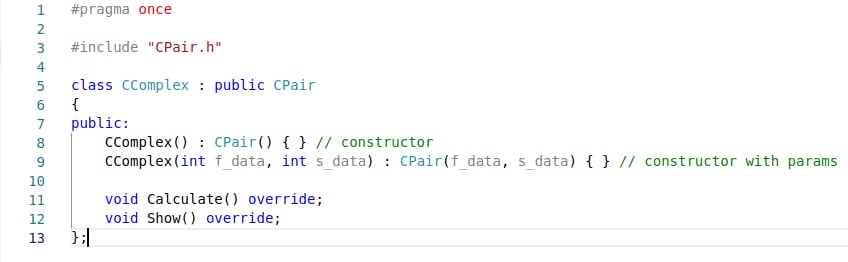 1 #pragma once
2
3 #include "CPair.h"
4
5 class CComplex : public CPair
6 {
7 public:
8     CComplex() : CPair() { } // constructor
9     CComplex(int f_data, int s_data) : CPair(f_data, s_data) { } // constructor with params
10
11     void Calculate() override;
12     void Show() override;
13 };